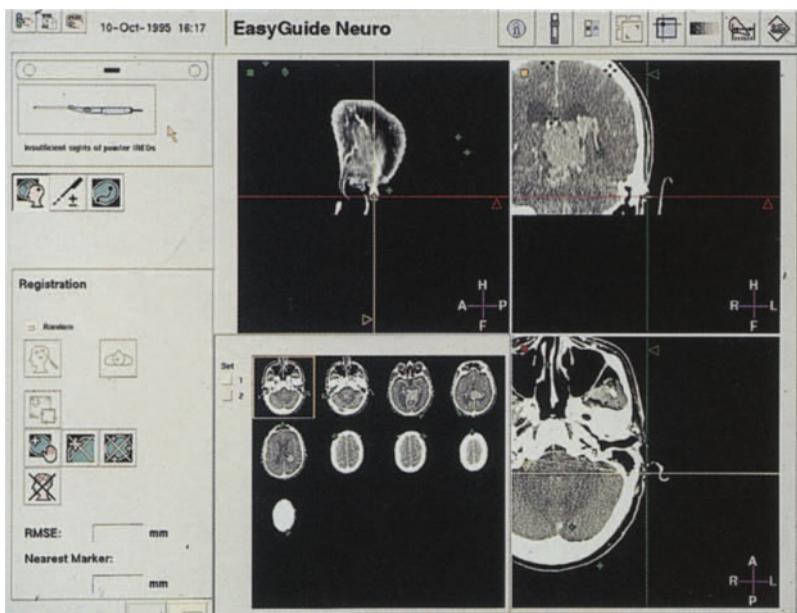 10-Oct-1995 16:17
EasyGuide Neuro
Insufficient sights of pointer IREDs
Registration
Random
RMSE: mm
Nearest Marker:
mm
Set
1
2
H
A P
F
H
R L
F
A
R L
P